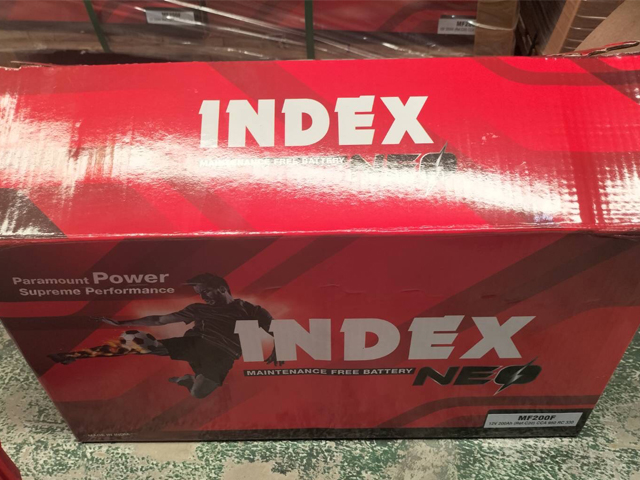 INDEX
MAINTENANCE FREE BATTERY NEO
Paramount Power
Supreme Performance
INDEX
MAINTENANCE FREE BATTERY NEO
MF200F